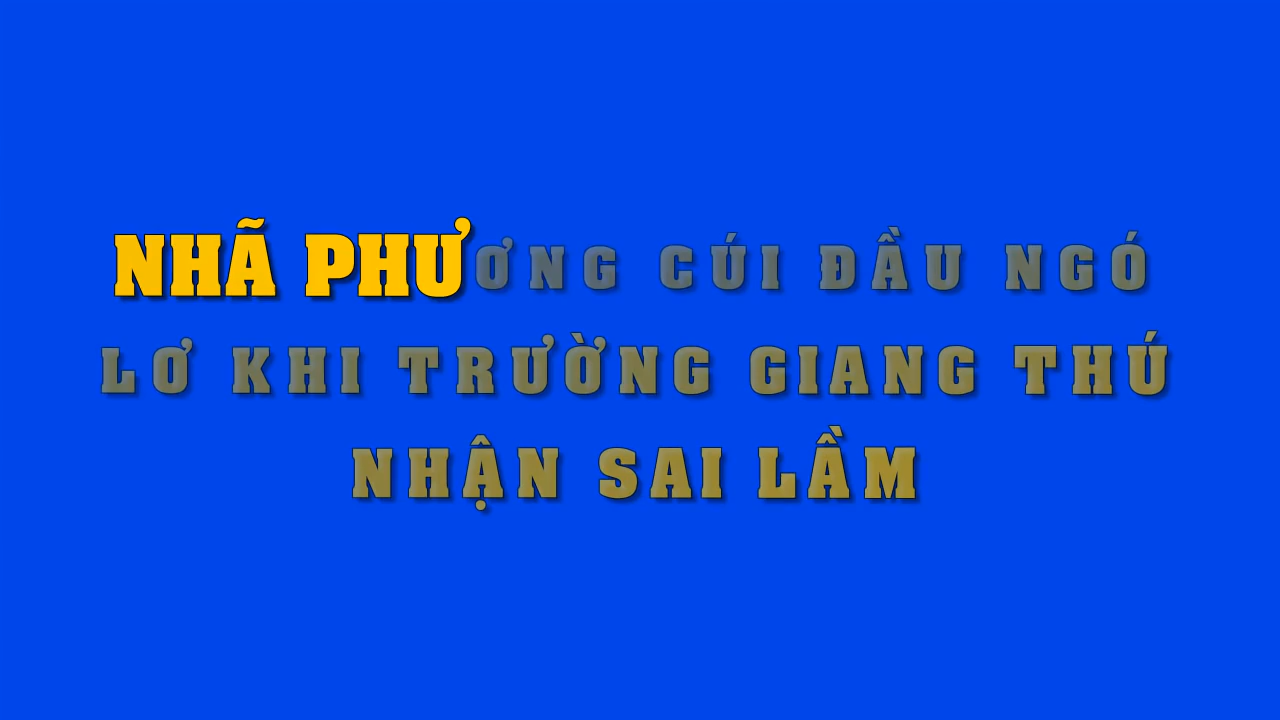 NHÃ PHƯƠNG CÚI ĐẦU NGÓ
LƠ KHI TRƯỜNG GIANG THÚ
NHẬN SAI LẦM